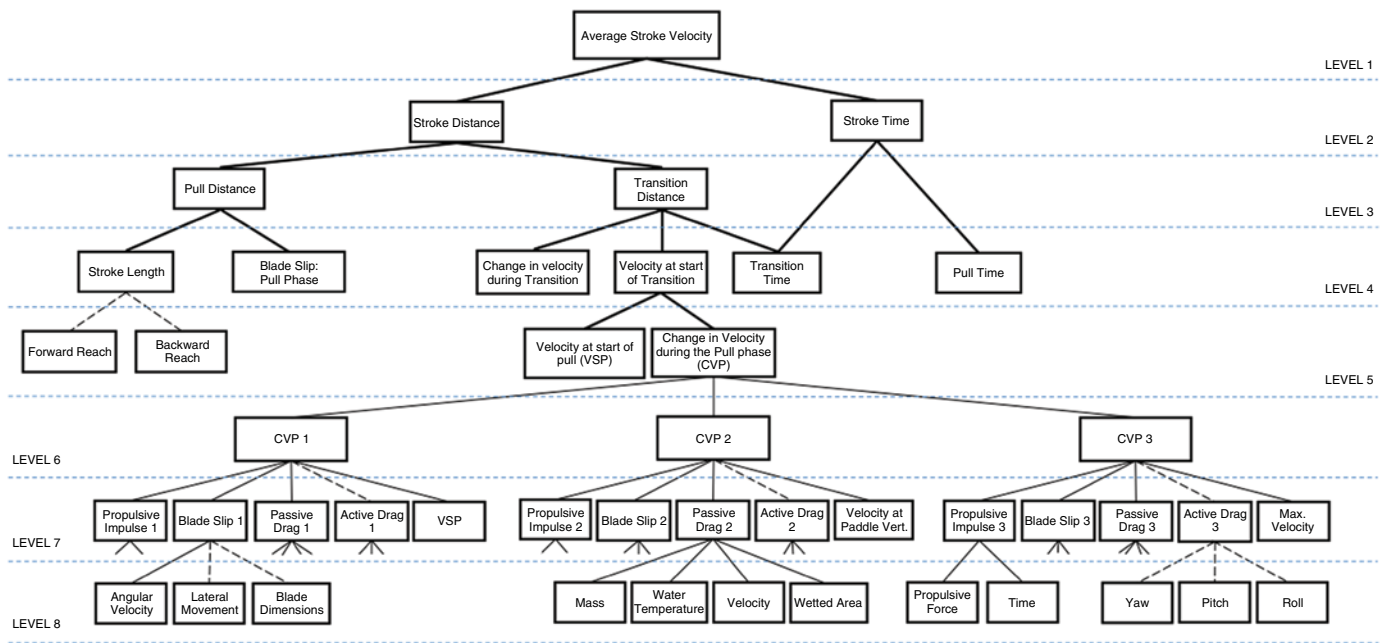 Average Stroke Velocity
LEVEL 1
Stroke Distance
Stroke Time
LEVEL 2
Pull Distance
Transition
Distance
LEVEL 3
Stroke Length
Blade Slip:
Pull Phase
Change in velocity
during Transition
Velocity at start
of Transition
Transition
Time
Pull Time
LEVEL 4
Forward Reach
Backward
Reach
Velocity at start of
pull (VSP)
Change in Velocity
during the Pull phase
(CVP)
LEVEL 5
CVP 1
CVP 2
CVP 3
LEVEL 6
Propulsive
Impulse 1
Blade Slip 1
Passive
Drag 1
Active Drag
1
VSP
Propulsive
Impulse 2
Blade Slip 2
Passive
Drag 2
Active Drag
2
Velocity at
Paddle Vert.
Propulsive
Impulse 3
Blade Slip 3
Passive
Drag 3
Active Drag
3
Max.
Velocity
LEVEL 7
Angular
Velocity
Lateral
Movement
Blade
Dimensions
Mass
Water
Temperature
Velocity
Wetted Area
Propulsive
Force
Time
Yaw
Pitch
Roll
LEVEL 8